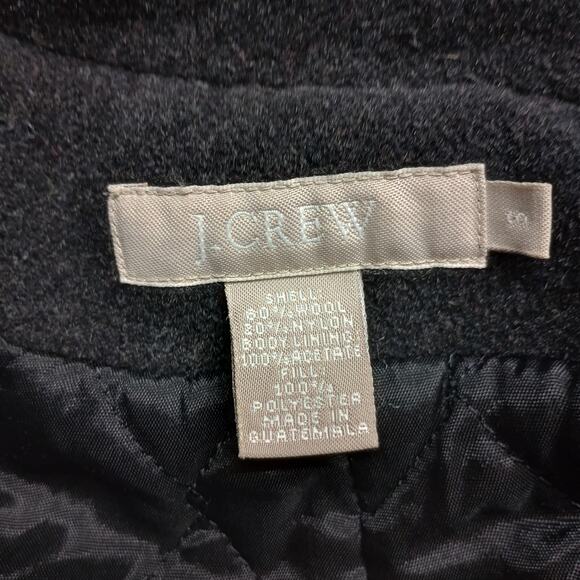 J.CREW
8
SHELL
80% WOOL
20% NYLON
BODY LINING
100% ACETATE
FILL
100%
POLYESTER
MADE IN
GUATEMALA